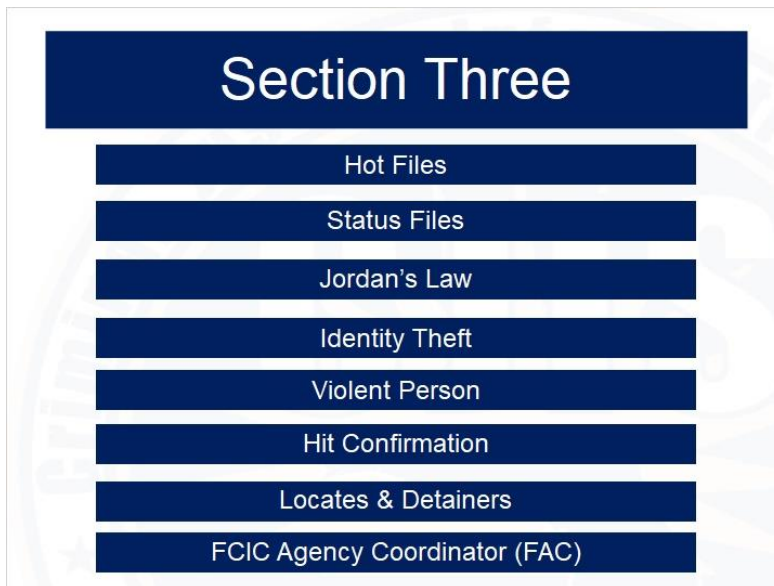 Section Three
Hot Files
Status Files
Jordan's Law
Identity Theft
Violent Person
Hit Confirmation
Locates & Detainers
FCIC Agency Coordinator (FAC)